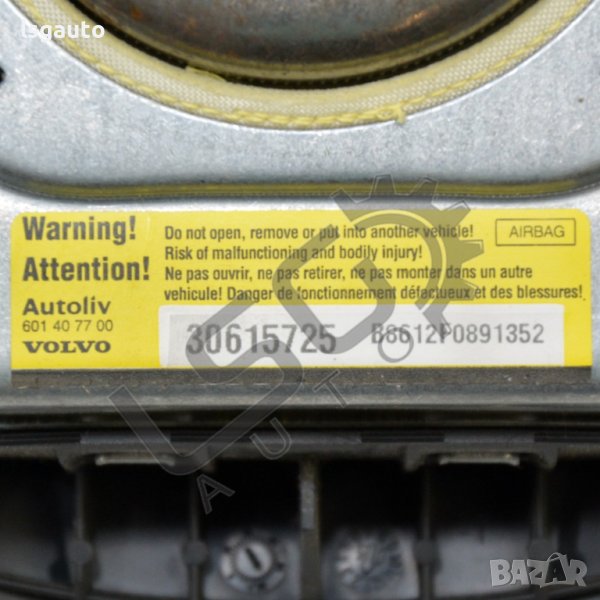 lsgauto
Warning!
Attention!
Autoliv
601 40 77 00
VOLVO
Do not open, remove or put into another vehicle!
Risk of malfunctioning and bodily injury!
Ne pas ouvrir, ne pas retirer, ne pas monter dans un autre
vehicule! Danger de fonctionnement défectueux et des blessures!
AIRBAG
30615725
B8612P0891352
LSG
AUTO
BAZAR